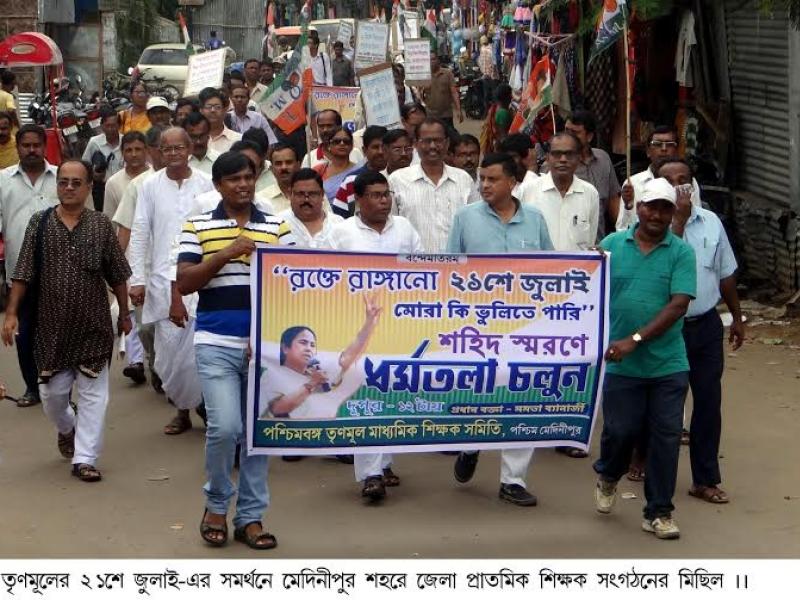 বন্দেমাতরম
"রক্তে রাঙ্গানো ২১শে জুলাই
মোরা কি ভুলিতে পারি"
শহিদ স্মরণে
ধর্মতলা চলুন
দুপুর - ১২ টায় প্রধান বক্তা - মমতা ব্যানার্জী
পশ্চিমবঙ্গ তৃণমূল মাধ্যমিক শিক্ষক সমিতি, পশ্চিম মেদিনীপুর
তৃণমূলের ২১শে জুলাই-এর সমর্থনে মেদিনীপুর শহরে জেলা প্রাতমিক শিক্ষক সংগঠনের মিছিল ।।